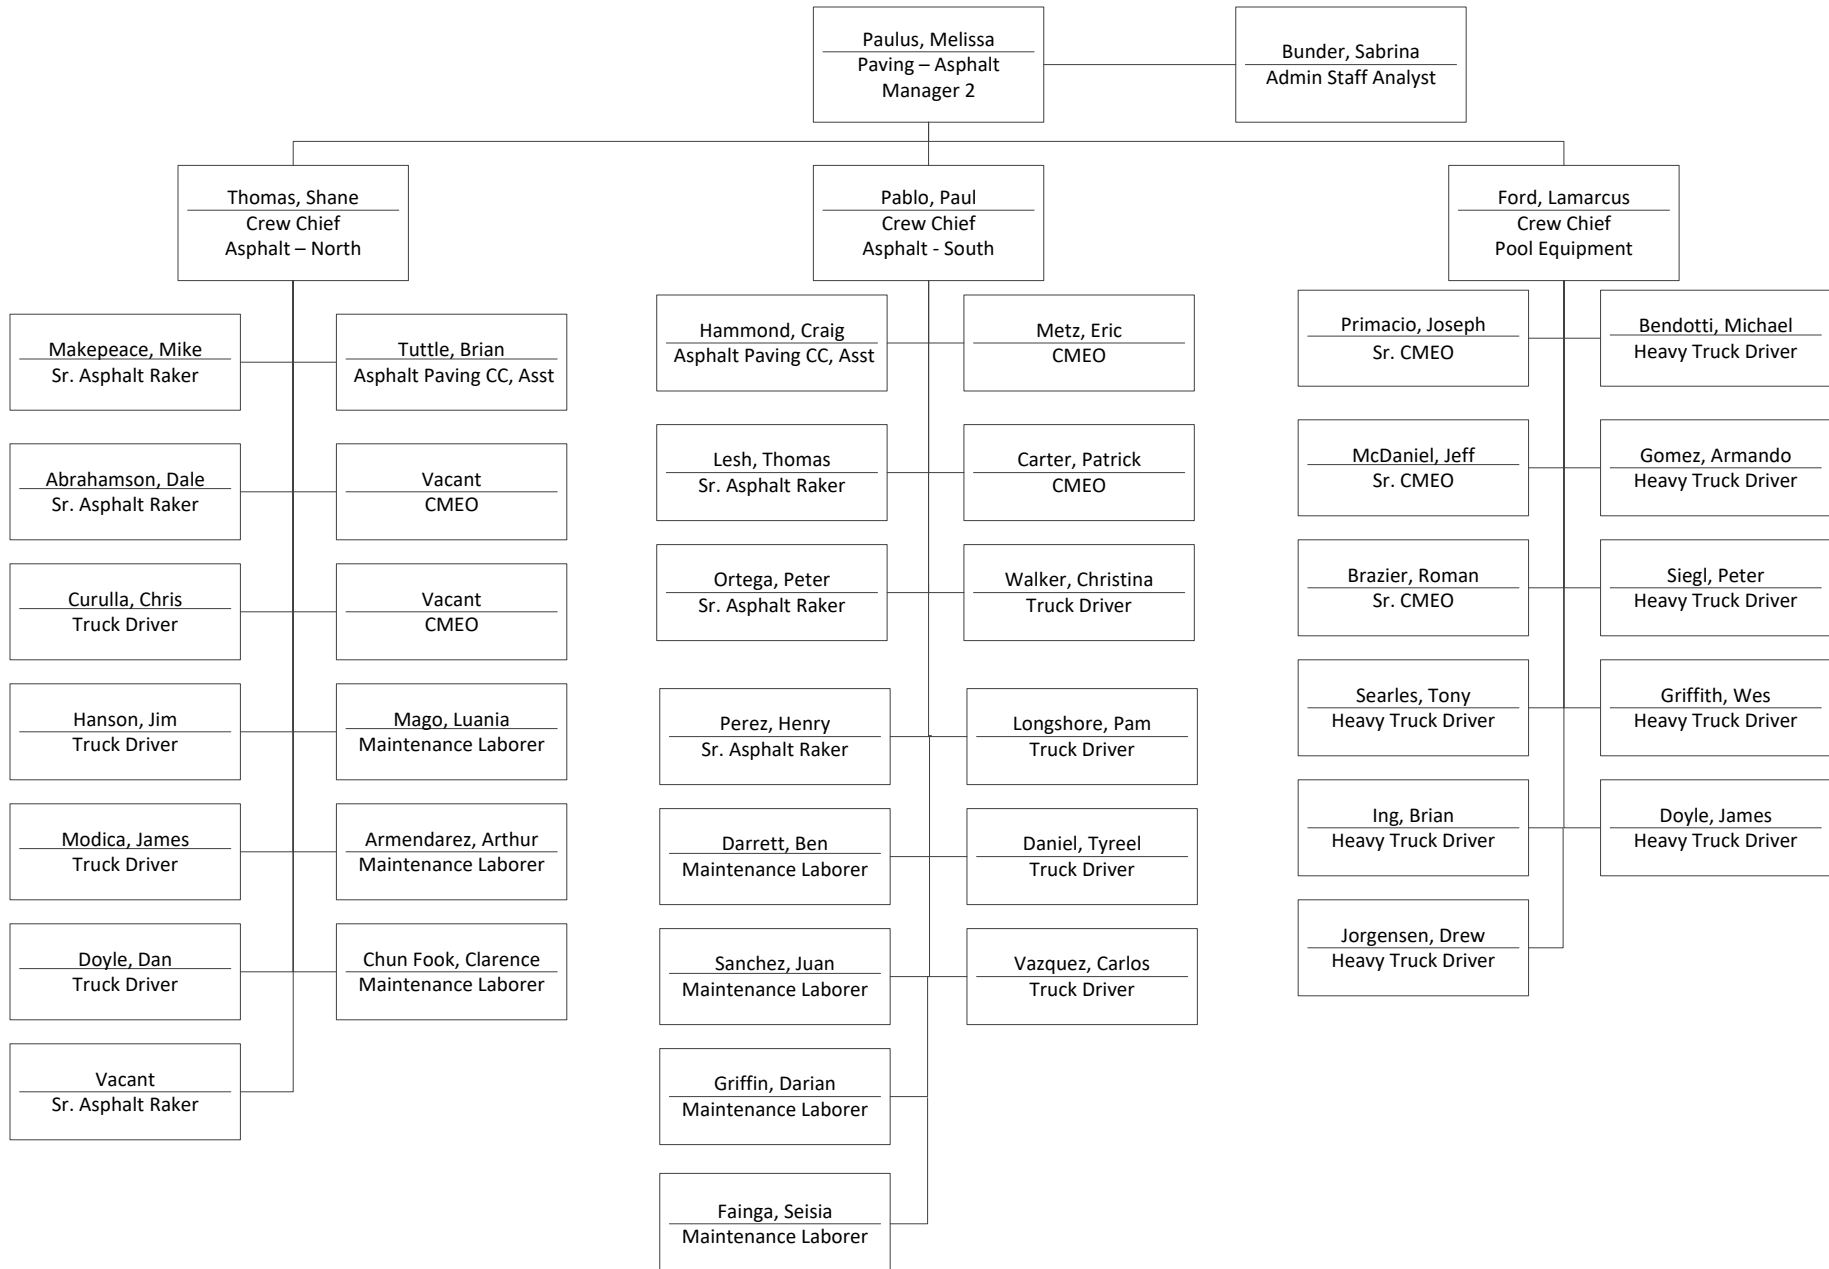 Paulus, Melissa
Paving – Asphalt
Manager 2
Bunder, Sabrina
Admin Staff Analyst
Thomas, Shane
Crew Chief
Asphalt – North
Pablo, Paul
Crew Chief
Asphalt - South
Ford, Lamarcus
Crew Chief
Pool Equipment
Makepeace, Mike
Sr. Asphalt Raker
Tuttle, Brian
Asphalt Paving CC, Asst
Abrahamson, Dale
Sr. Asphalt Raker
Vacant
CMEO
Curulla, Chris
Truck Driver
Vacant
CMEO
Hanson, Jim
Truck Driver
Mago, Luania
Maintenance Laborer
Modica, James
Truck Driver
Armendarez, Arthur
Maintenance Laborer
Doyle, Dan
Truck Driver
Chun Fook, Clarence
Maintenance Laborer
Vacant
Sr. Asphalt Raker
Hammond, Craig
Asphalt Paving CC, Asst
Metz, Eric
CMEO
Lesh, Thomas
Sr. Asphalt Raker
Carter, Patrick
CMEO
Ortega, Peter
Sr. Asphalt Raker
Walker, Christina
Truck Driver
Perez, Henry
Sr. Asphalt Raker
Longshore, Pam
Truck Driver
Darrett, Ben
Maintenance Laborer
Daniel, Tyreel
Truck Driver
Sanchez, Juan
Maintenance Laborer
Vazquez, Carlos
Truck Driver
Griffin, Darian
Maintenance Laborer
Fainga, Seisia
Maintenance Laborer
Primacio, Joseph
Sr. CMEO
Bendotti, Michael
Heavy Truck Driver
McDaniel, Jeff
Sr. CMEO
Gomez, Armando
Heavy Truck Driver
Brazier, Roman
Sr. CMEO
Siegl, Peter
Heavy Truck Driver
Searles, Tony
Heavy Truck Driver
Griffith, Wes
Heavy Truck Driver
Ing, Brian
Heavy Truck Driver
Doyle, James
Heavy Truck Driver
Jorgensen, Drew
Heavy Truck Driver